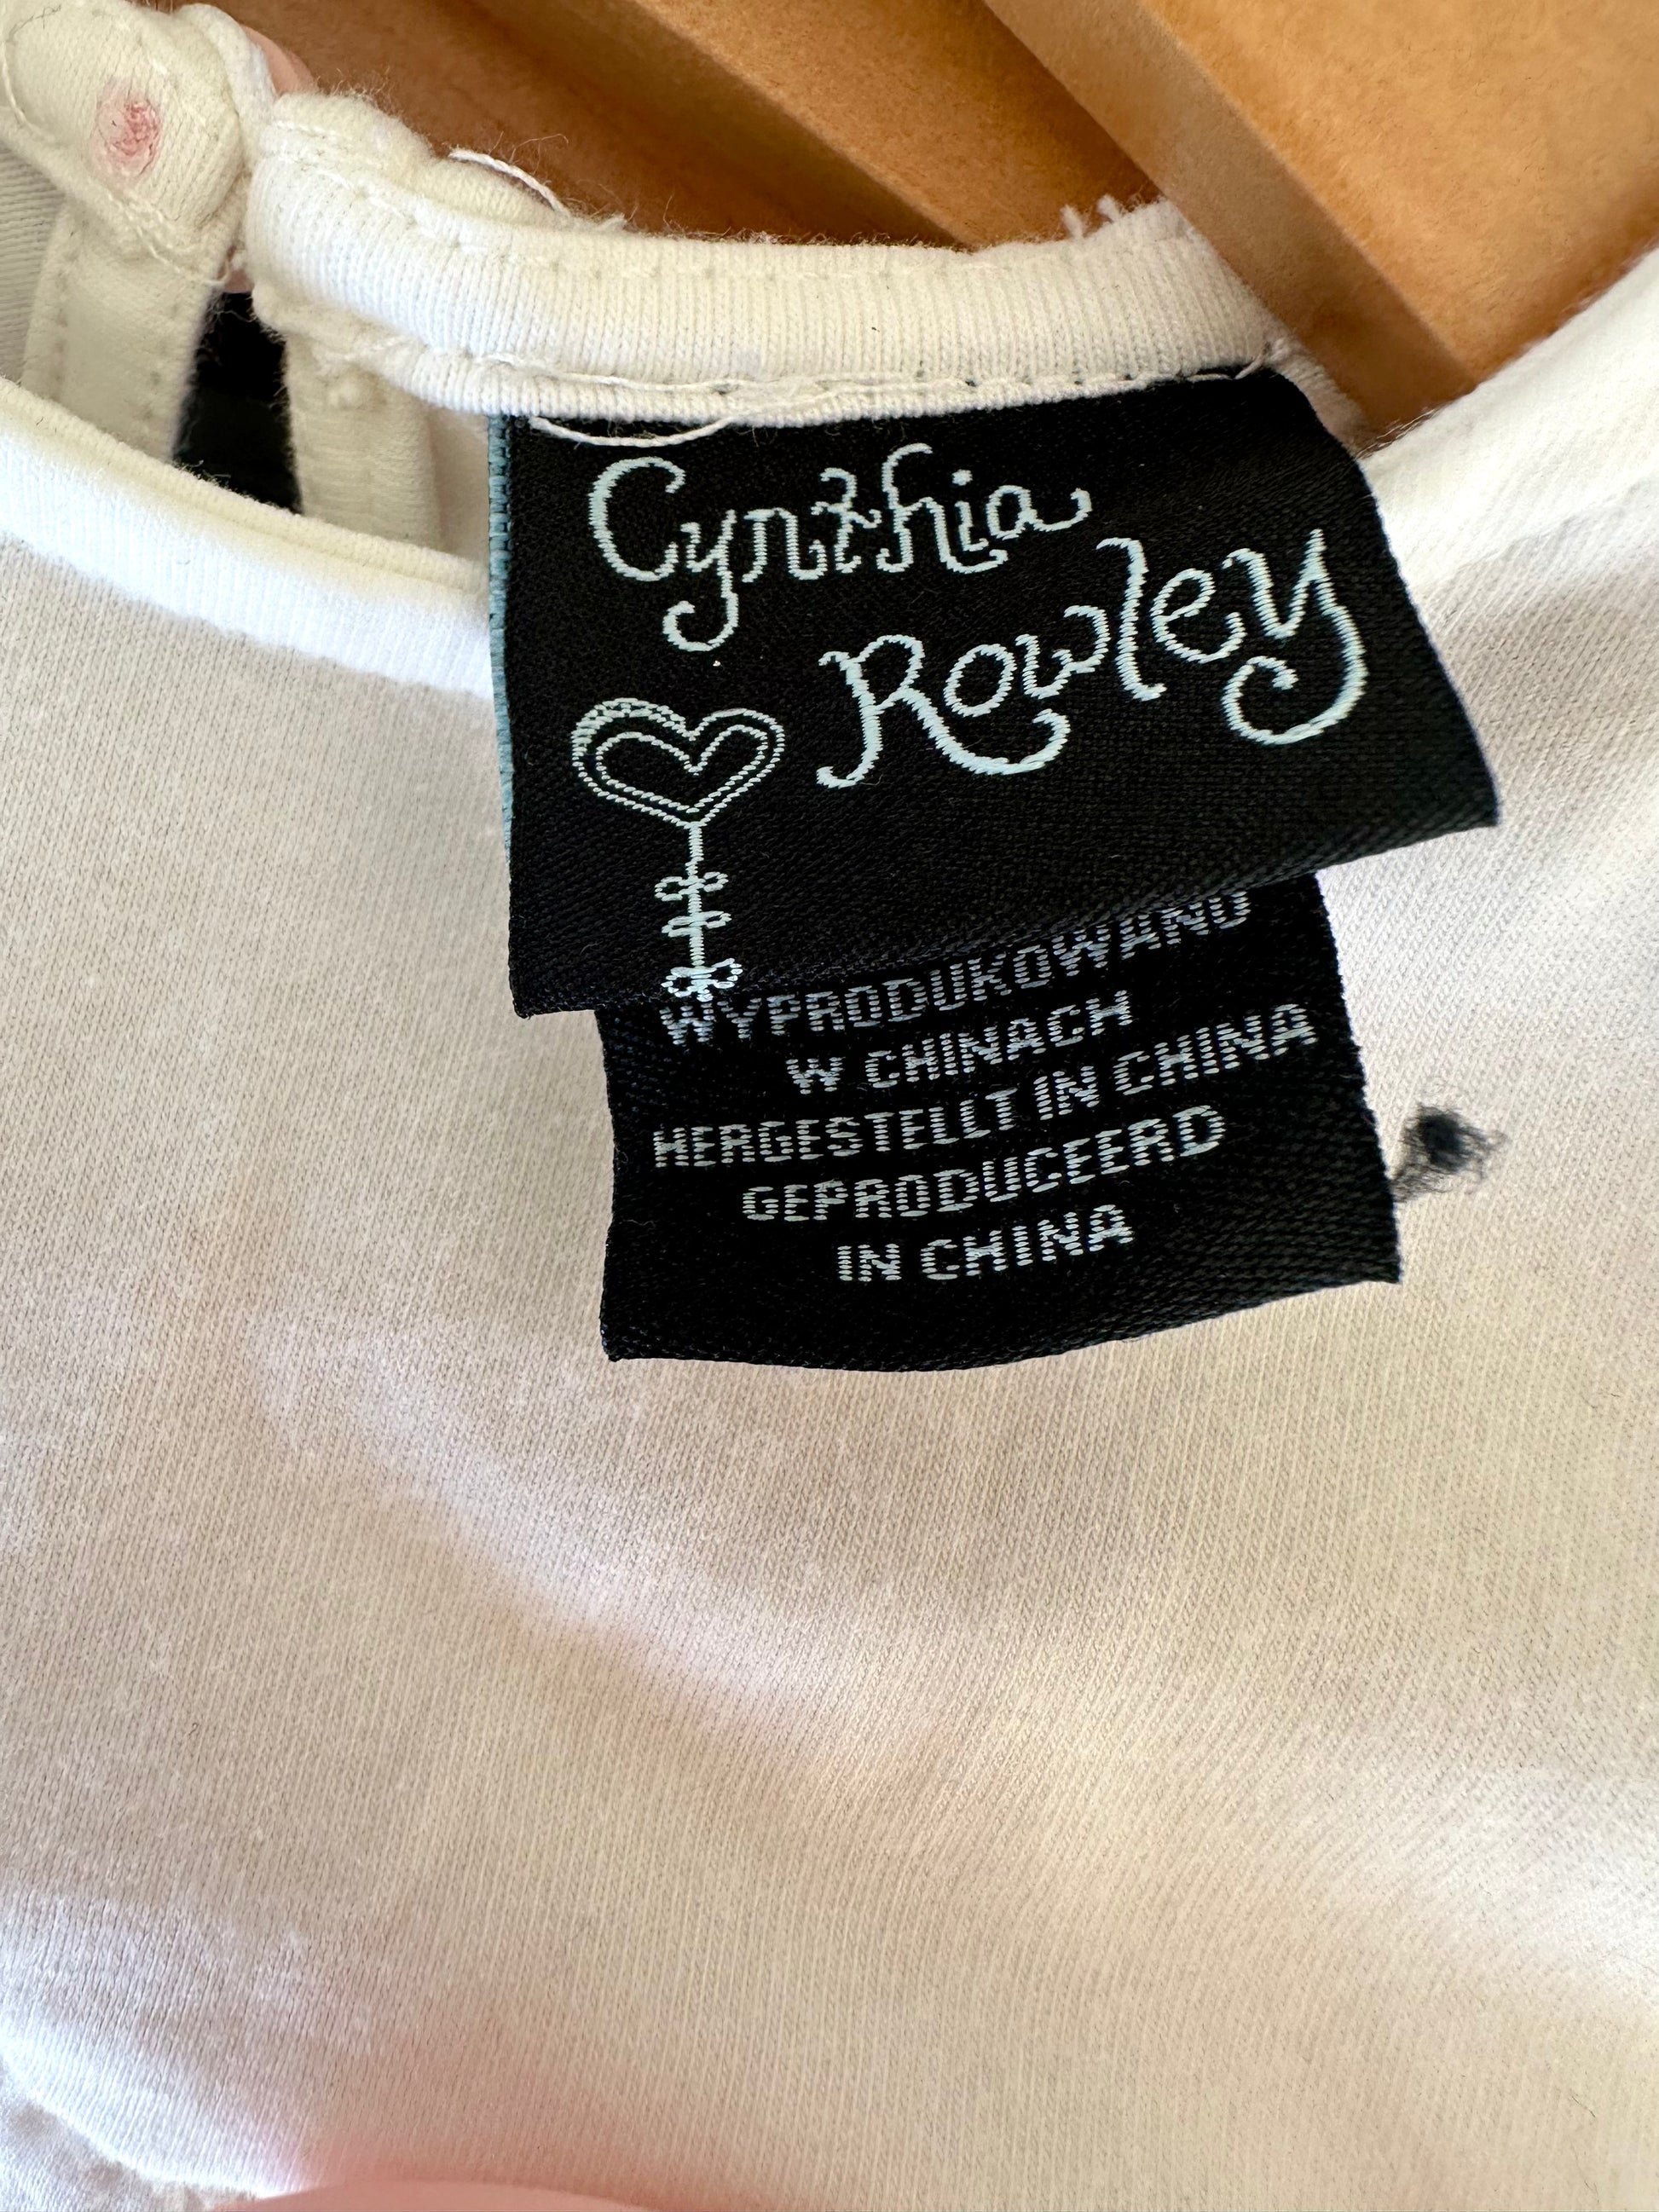 Cynthia
Rowley
WYPRODUKOWANO
W CHINACH
HERGESTELLT IN CHINA
GEPRODUCEERD
IN CHINA